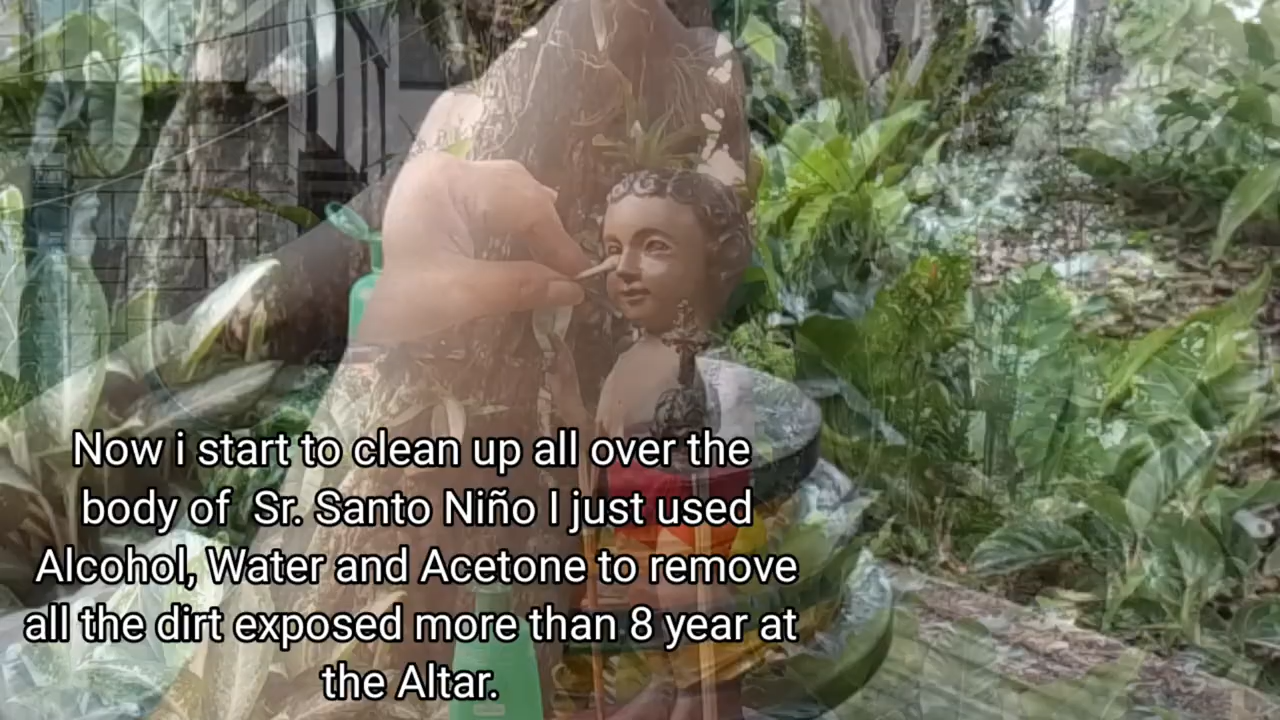 Now i start to clean up all over the
body of Sr. Santo Niño I just used
Alcohol, Water and Acetone to remove
all the dirt exposed more than 8 year at
the Altar.